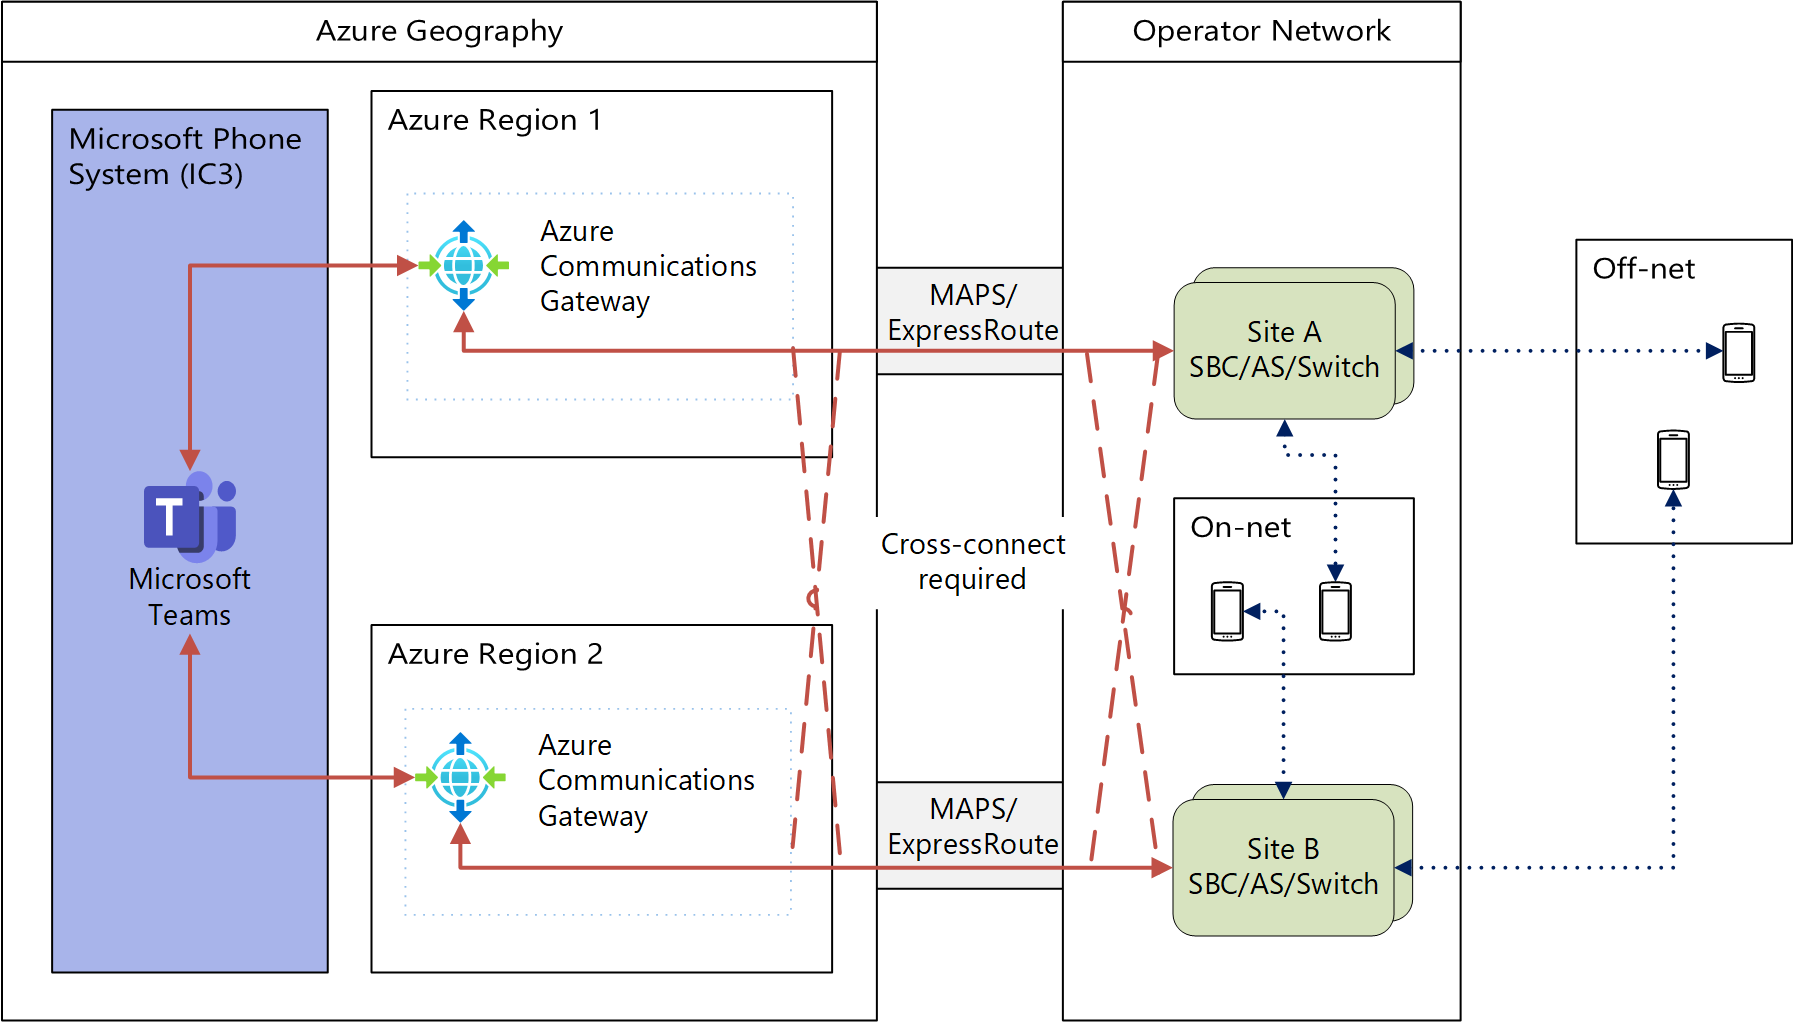 Azure Geography
Operator Network
Microsoft Phone
System (IC3)
Azure Region 1
Azure
Communications
Gateway
MAPS/
ExpressRoute
Site A
SBC/AS/Switch
Off-net
T
Microsoft
Teams
Cross-connect
required
On-net
Azure Region 2
Azure
Communications
Gateway
MAPS/
ExpressRoute
Site B
SBC/AS/Switch